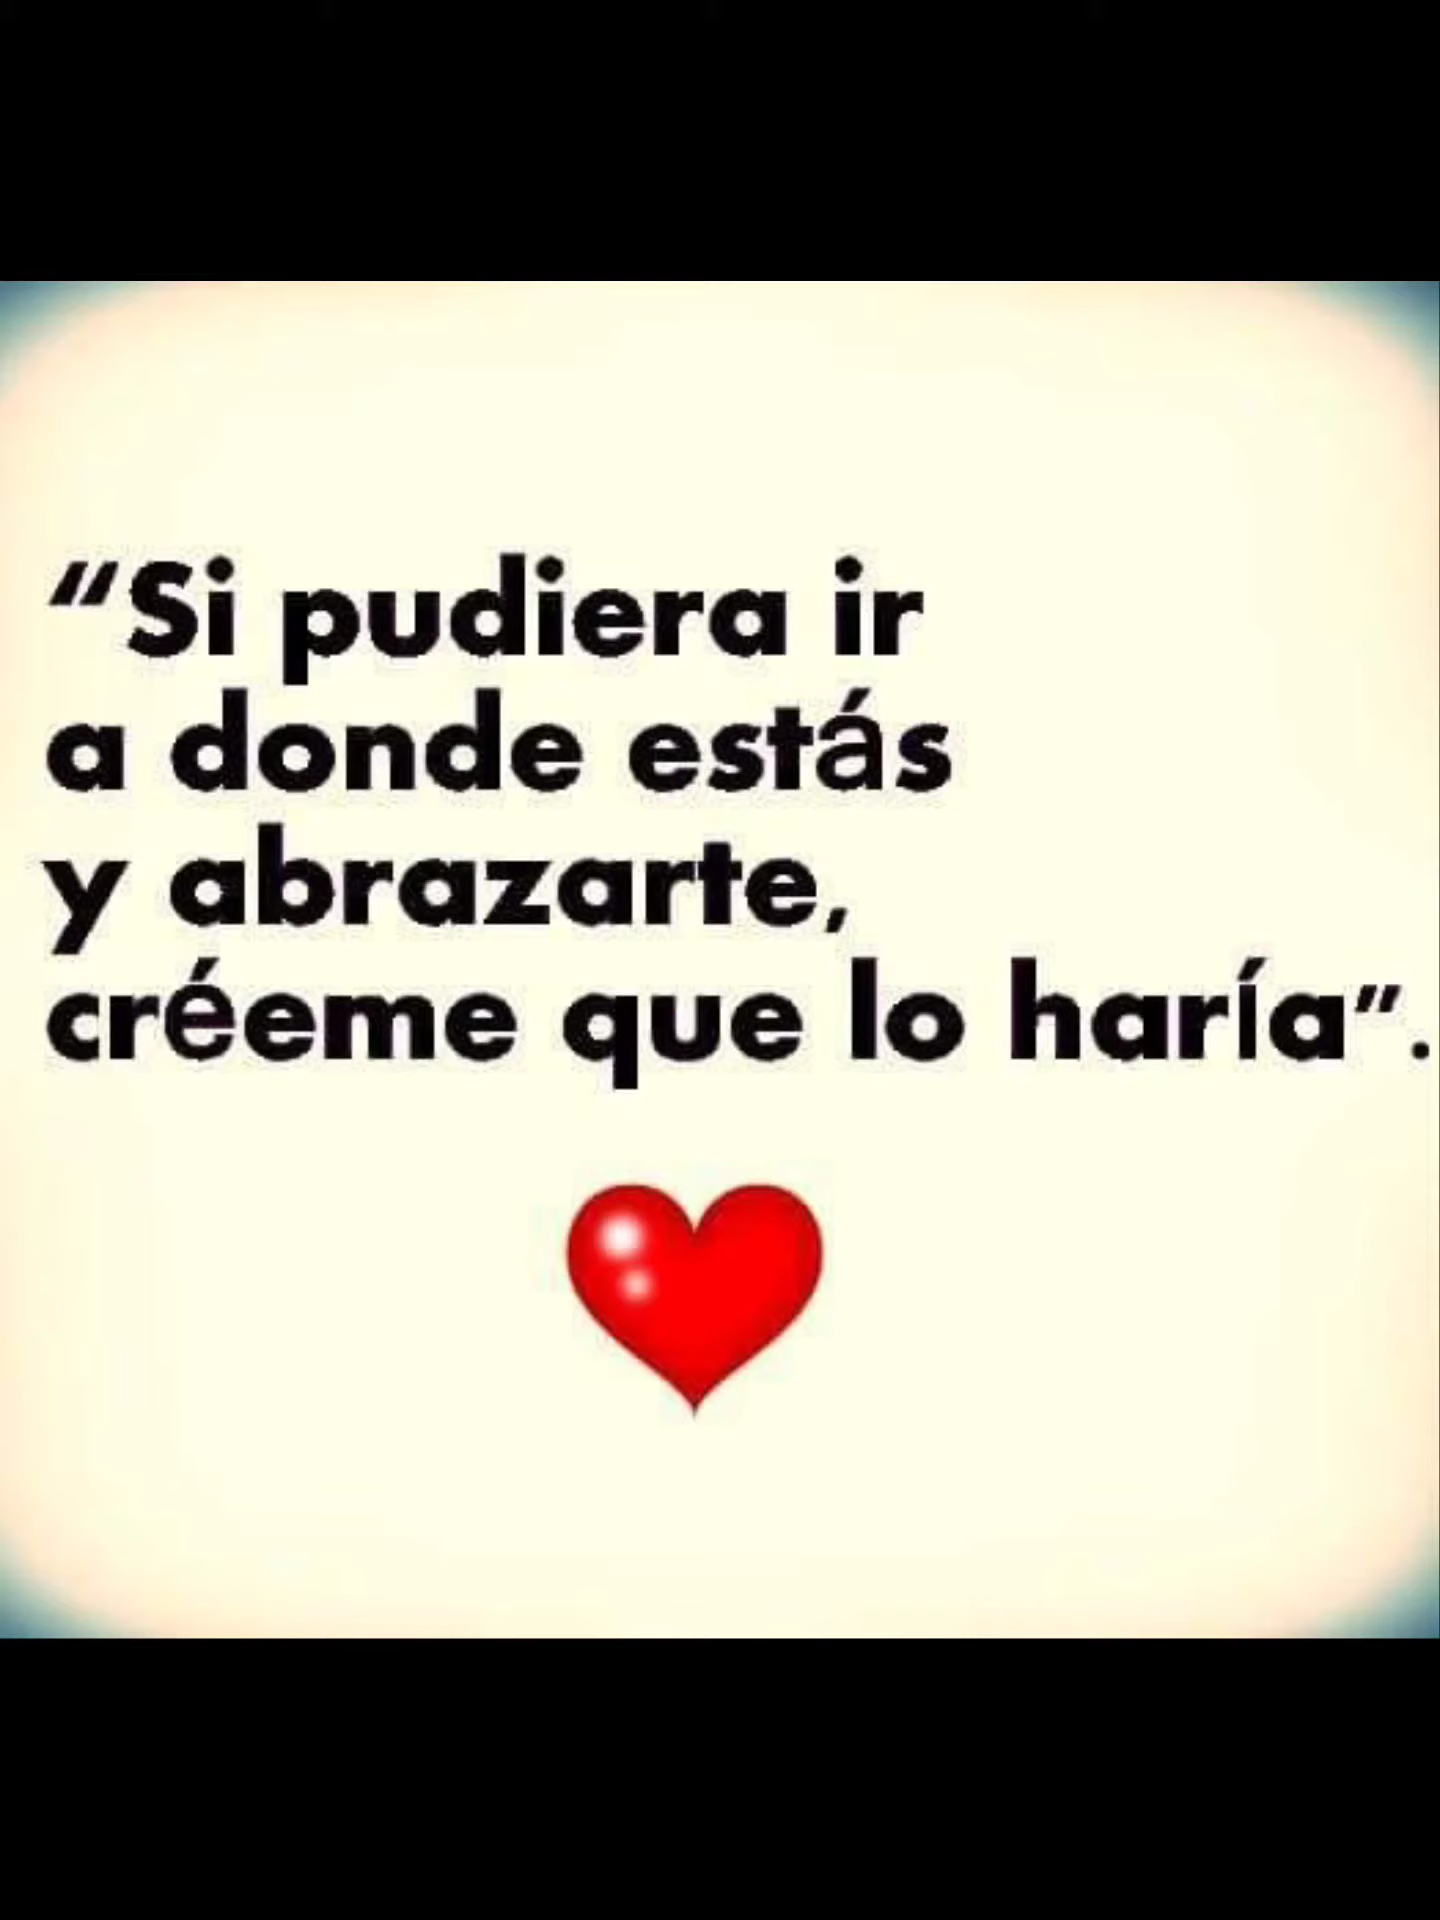 “Si pudiera ir
a donde estás
y abrazarte,
créeme que lo haría”.